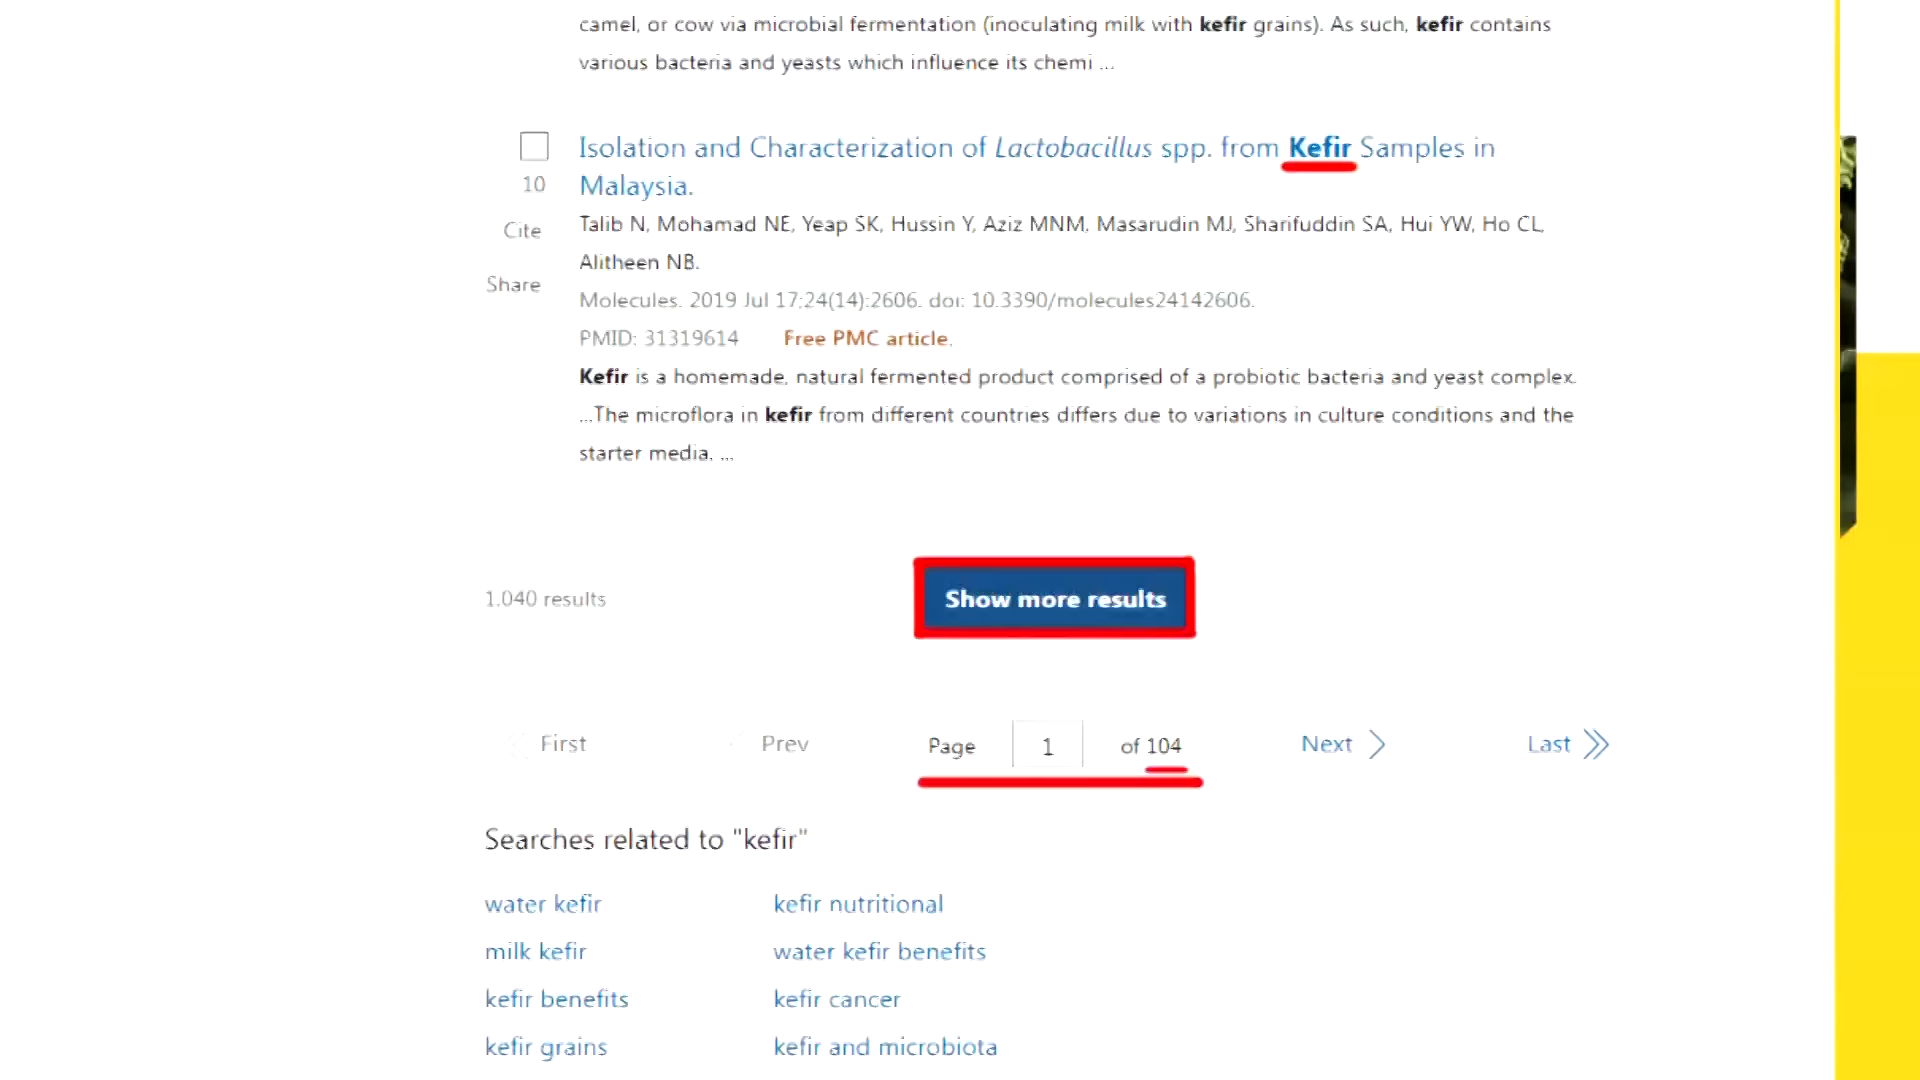 camel, or cow via microbial fermentation (inoculating milk with kefir grains). As such, kefir contains
various bacteria and yeasts which influence its chemi ...
Isolation and Characterization of Lactobacillus spp. from Kefir Samples in
Malaysia.
10
Cite
Share
Talib N, Mohamad NE, Yeap SK, Hussin Y, Aziz MNM, Masarudin MJ, Sharifuddin SA, Hui YW, Ho CL,
Alitheen NB.
Molecules. 2019 Jul 17;24(14):2606. doi: 10.3390/molecules24142606.
PMID: 31319614 Free PMC article.
Kefir is a homemade, natural fermented product comprised of a probiotic bacteria and yeast complex.
...The microflora in kefir from different countries differs due to variations in culture conditions and the
starter media. ...
1.040 results
Show more results
First Prev Page 1 of 104 Next Last
Searches related to "kefir"
water kefir
milk kefir
kefir benefits
kefir grains
kefir nutritional
water kefir benefits
kefir cancer
kefir and microbiota